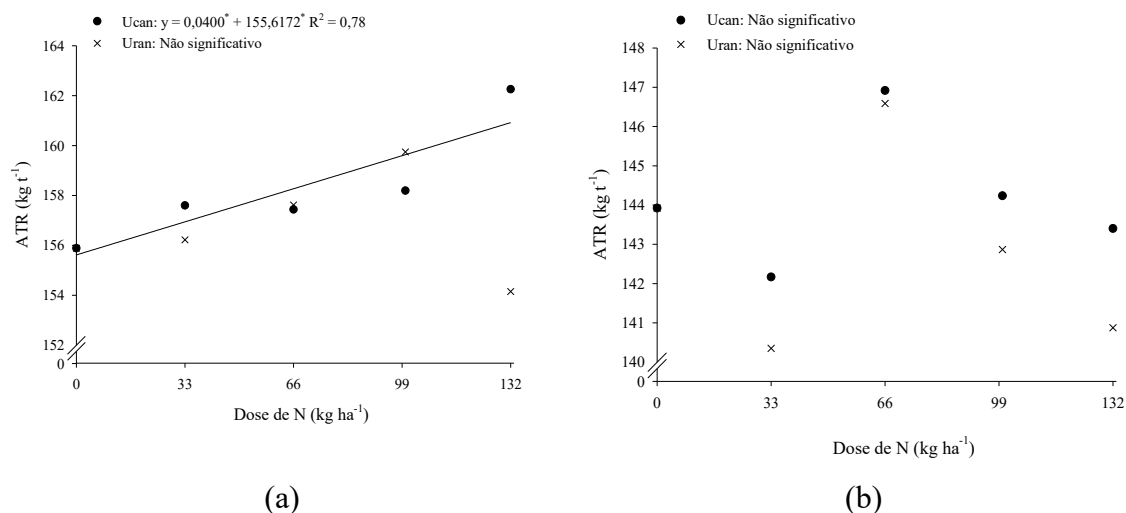 Ucan: y = 0,0400* + 155,6172* R² = 0,78
Uran: Não significativo
164
162
160
158
156
154
152
0
ATR (kg t⁻¹)
0 33 66 99 132
Dose de N (kg ha⁻¹)
(a)
Ucan: Não significativo
Uran: Não significativo
148
147
146
145
144
143
142
141
140
0
ATR (kg t⁻¹)
0 33 66 99 132
Dose de N (kg ha⁻¹)
(b)